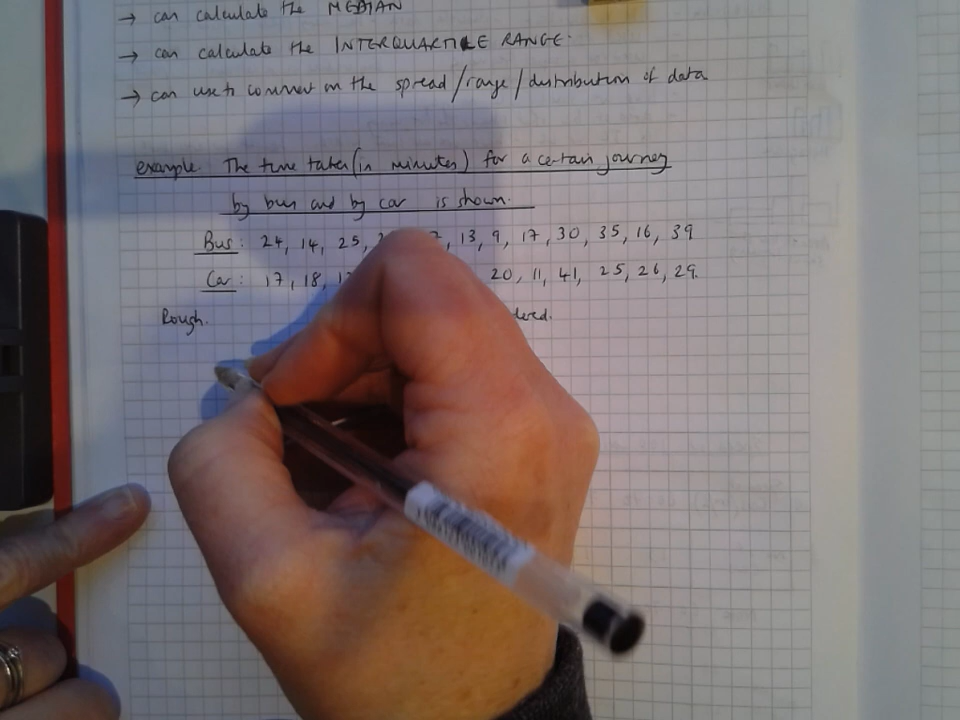 → can calculate the MEDIAN
→ can calculate the INTERQUARTILE RANGE.
→ can use to comment on the spread/range/distribution of data
example. The time taken (in minutes) for a certain journey
by bus and by car is shown.
Bus: 24, 14, 25, 13, 9, 17, 30, 35, 16, 39
Car: 17, 18, 20, 11, 41, 25, 26, 29.
Rough.